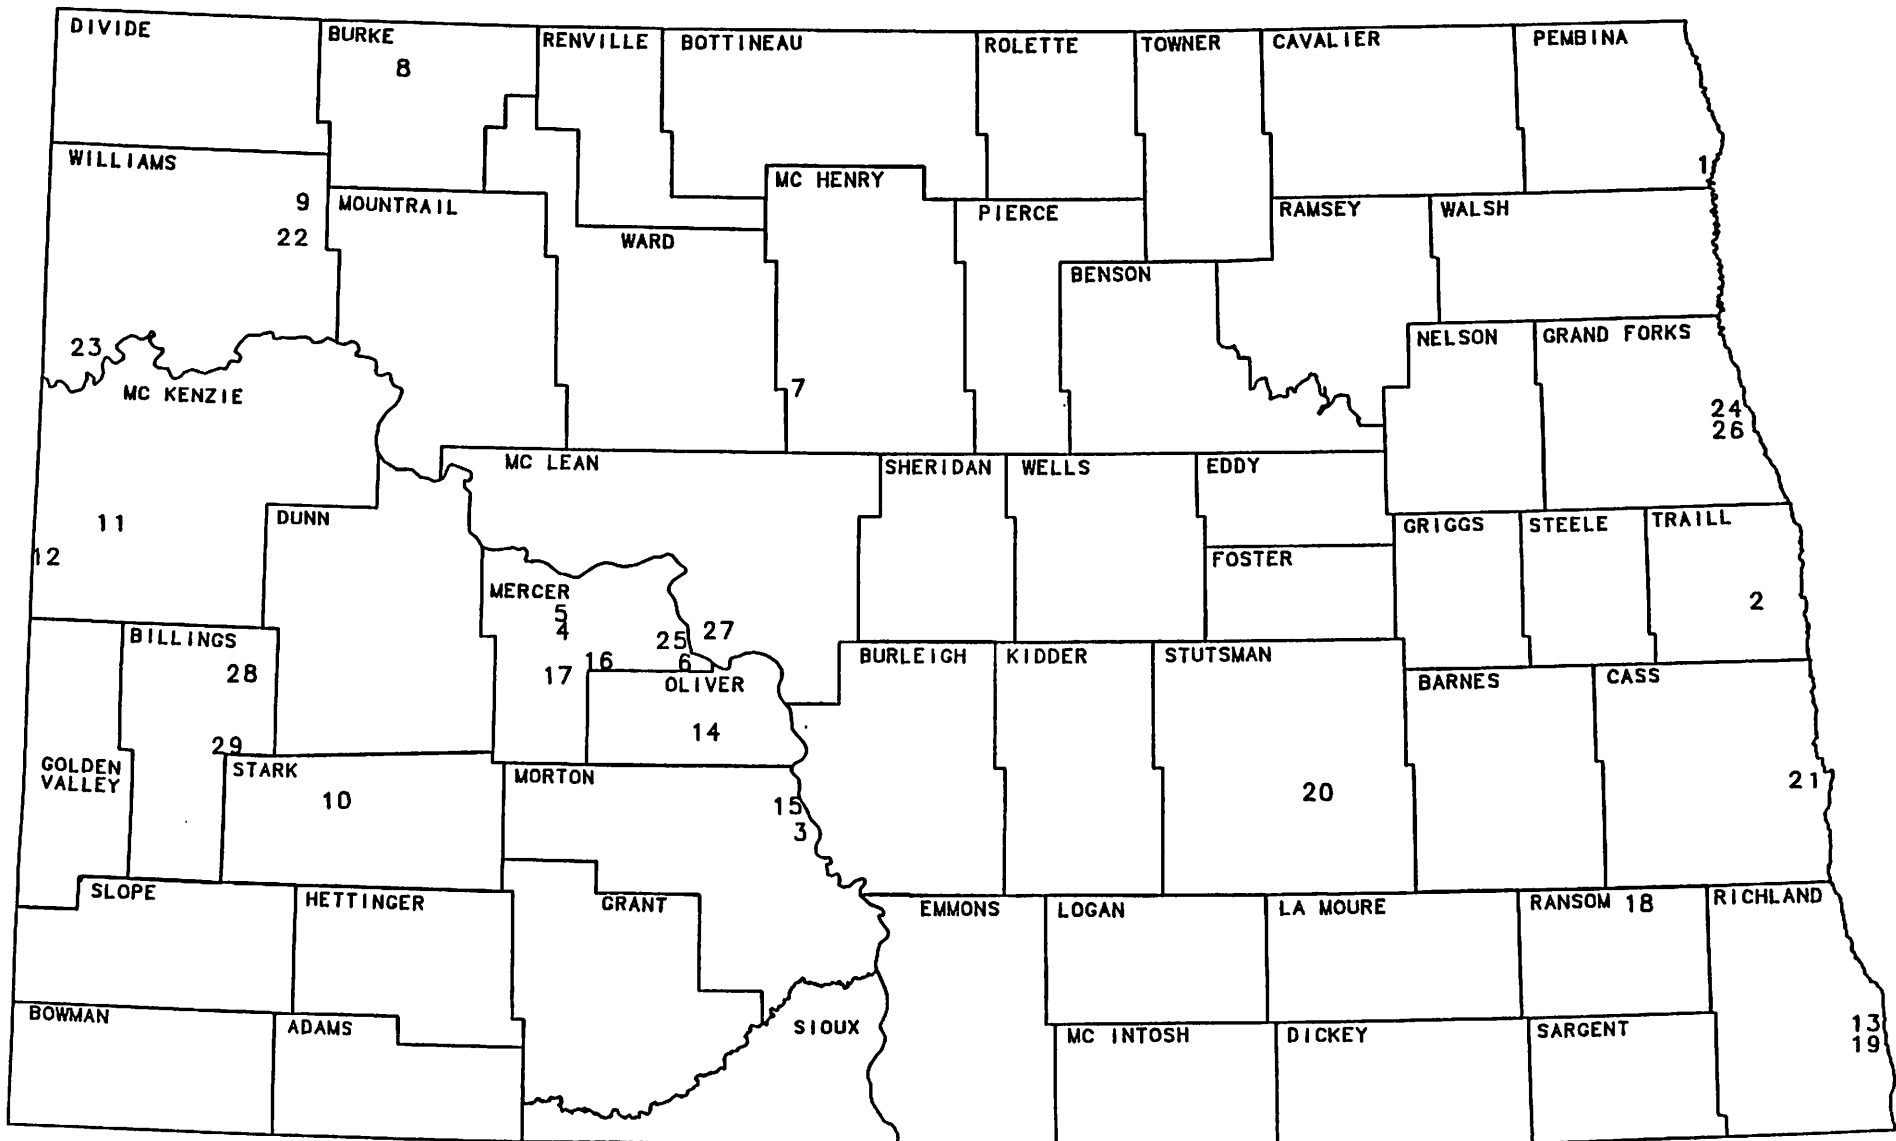 DIVIDE
BURKE
RENVILLE
BOTTINEAU
ROLETTE
TOWNER
CAVALIER
PEMBINA
8
WILLIAMS
1
MC HENRY
9
MOUNTRAIL
PIERCE
RAMSEY
WALSH
22
WARD
BENSON
23
NELSON
GRAND FORKS
MC KENZIE
7
24
26
MC LEAN
SHERIDAN
WELLS
EDDY
11
DUNN
GRIGGS
STEELE
TRAILL
12
FOSTER
MERCER
5
4
2
BILLINGS
25
27
28
17
16
6
OLIVER
BURLEIGH
KIDDER
STUTSMAN
BARNES
CASS
14
29
GOLDEN
VALLEY
STARK
MORTON
10
15
3
20
21
SLOPE
HETTINGER
GRANT
EMMONS
LOGAN
LA MOURE
RANSOM
18
RICHLAND
BOWMAN
ADAMS
SIOUX
MC INTOSH
DICKEY
SARGENT
13
19